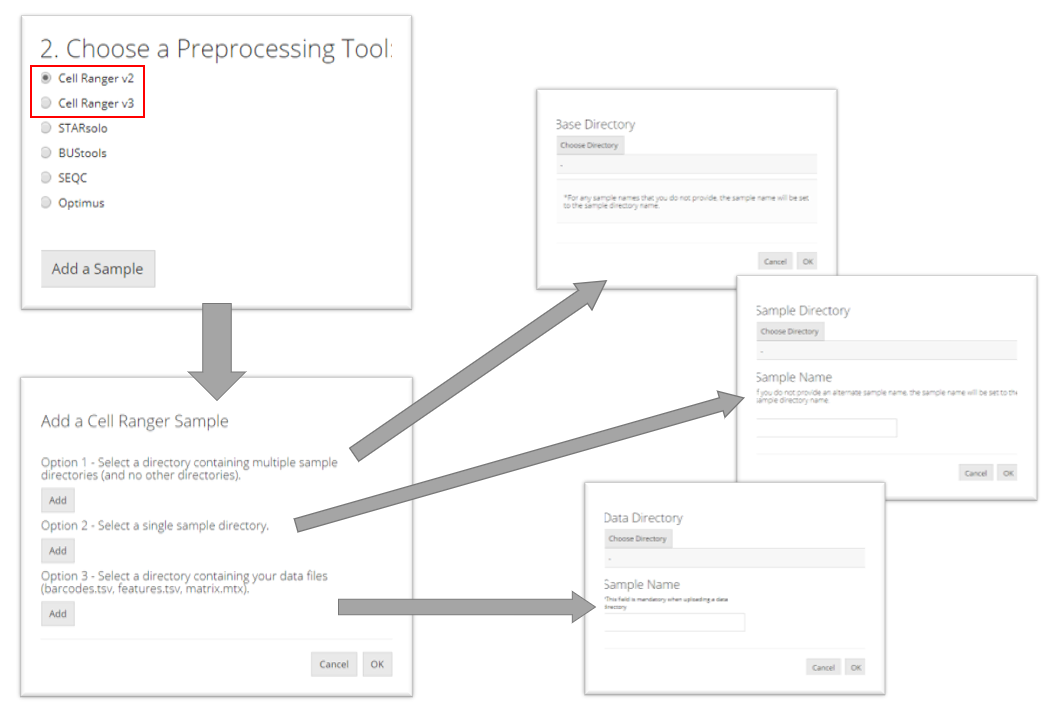 2. Choose a Preprocessing Tool:
Cell Ranger v2
Cell Ranger v3
STARsolo
BUStools
SEQC
Optimus
Add a Sample
Add a Cell Ranger Sample
Option 1 - Select a directory containing multiple sample
directories (and no other directories).
Add
Option 2 - Select a single sample directory.
Add
Option 3 - Select a directory containing your data files
(barcodes.tsv, features.tsv, matrix.mtx).
Add
Cancel OK
Base Directory
Choose Directory
-
*For any sample names that you do not provide, the sample name will be set
to the sample directory name.
Cancel OK
Sample Directory
Choose Directory
-
Sample Name
If you do not provide an alternate sample name, the sample name will be set to the
sample directory name
Cancel OK
Data Directory
Choose Directory
-
Sample Name
*This field is mandatory when uploading a data
directory
Cancel OK